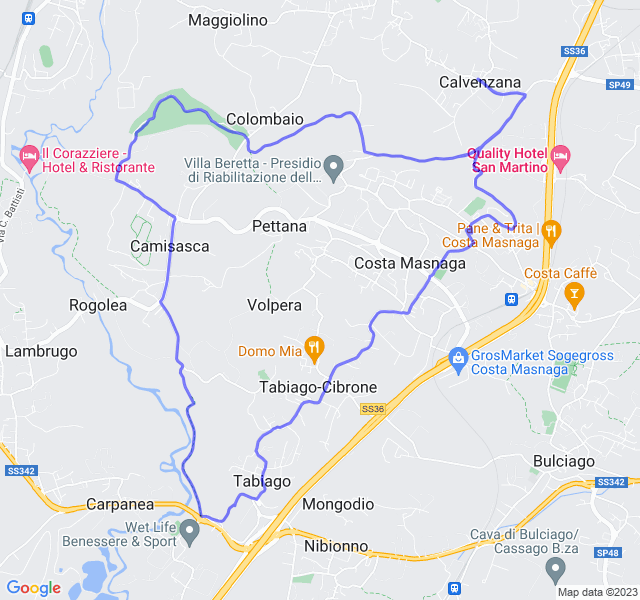 Maggiolino
SS36
Calvenzana
SP49
Colombaio
Il Corazziere -
Hotel & Ristorante
Villa Beretta - Presidio
di Riabilitazione dell...
Quality Hotel
San Martino
Via C. Battisti
Pettana
Pane & Trita |
Costa Masnaga
Camisasca
Costa Masnaga
Costa Caffè
Rogolea
Volpera
Lambrugo
Domo Mia
GrosMarket Sogegross
Costa Masnaga
Tabiago-Cibrone
SS36
Bulciago
SS342
Tabiago
SS342
Carpanea
Mongodio
Wet Life
Benessere & Sport
Nibionno
Cava di Bulciago/
Cassago B.za
SP48
Google
Map data ©2023